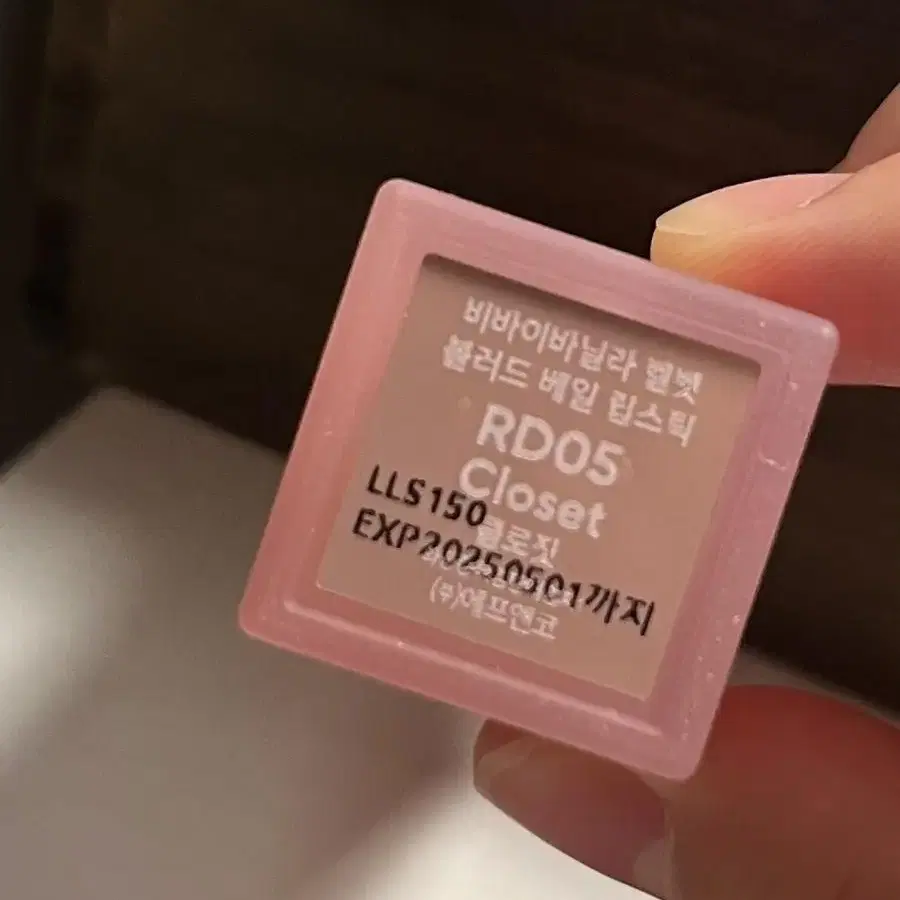 비바이바닐라 벨벳
블러드 베일 립스틱
RD05
Closet
클로짓
LLS150
EXP20250501까지
(주)에프앤코